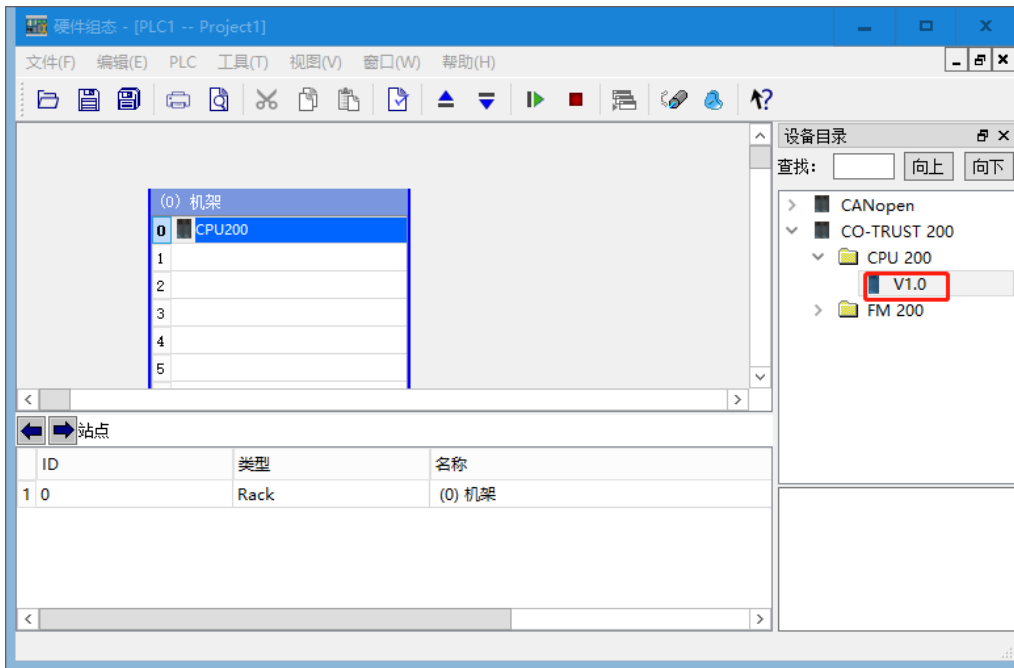 硬件组态 - [PLC1 -- Project1]
文件(F) 编辑(E) PLC 工具(T) 视图(V) 窗口(W) 帮助(H)
设备目录
查找: 向上 向下
(0) 机架
0 CPU200
1
2
3
4
5
CANopen
CO-TRUST 200
CPU 200
V1.0
FM 200
站点
ID 类型 名称
1 0 Rack (0) 机架